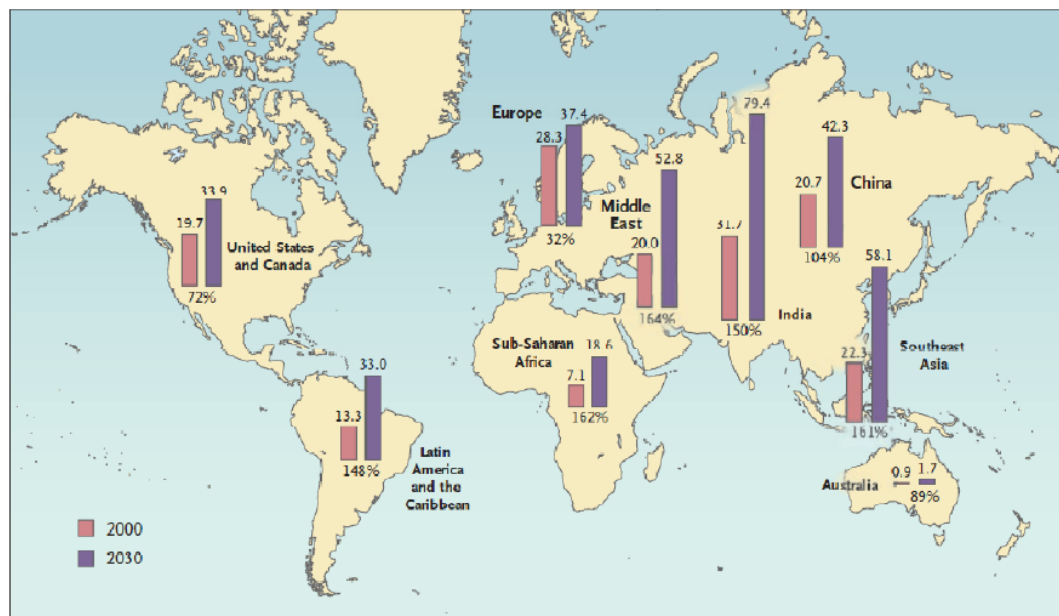 33.9
19.7
United States
and Canada
72%
33.0
13.3
148%
Latin
America
and the
Caribbean
Europe
37.4
28.3
32%
Middle
East
52.8
20.0
164%
Sub-Saharan
Africa
18.6
7.1
162%
79.4
31.7
150%
India
42.3
20.7
China
104%
58.1
22.3
Southeast
Asia
161%
Australia
0.9
1.7
89%
2000
2030